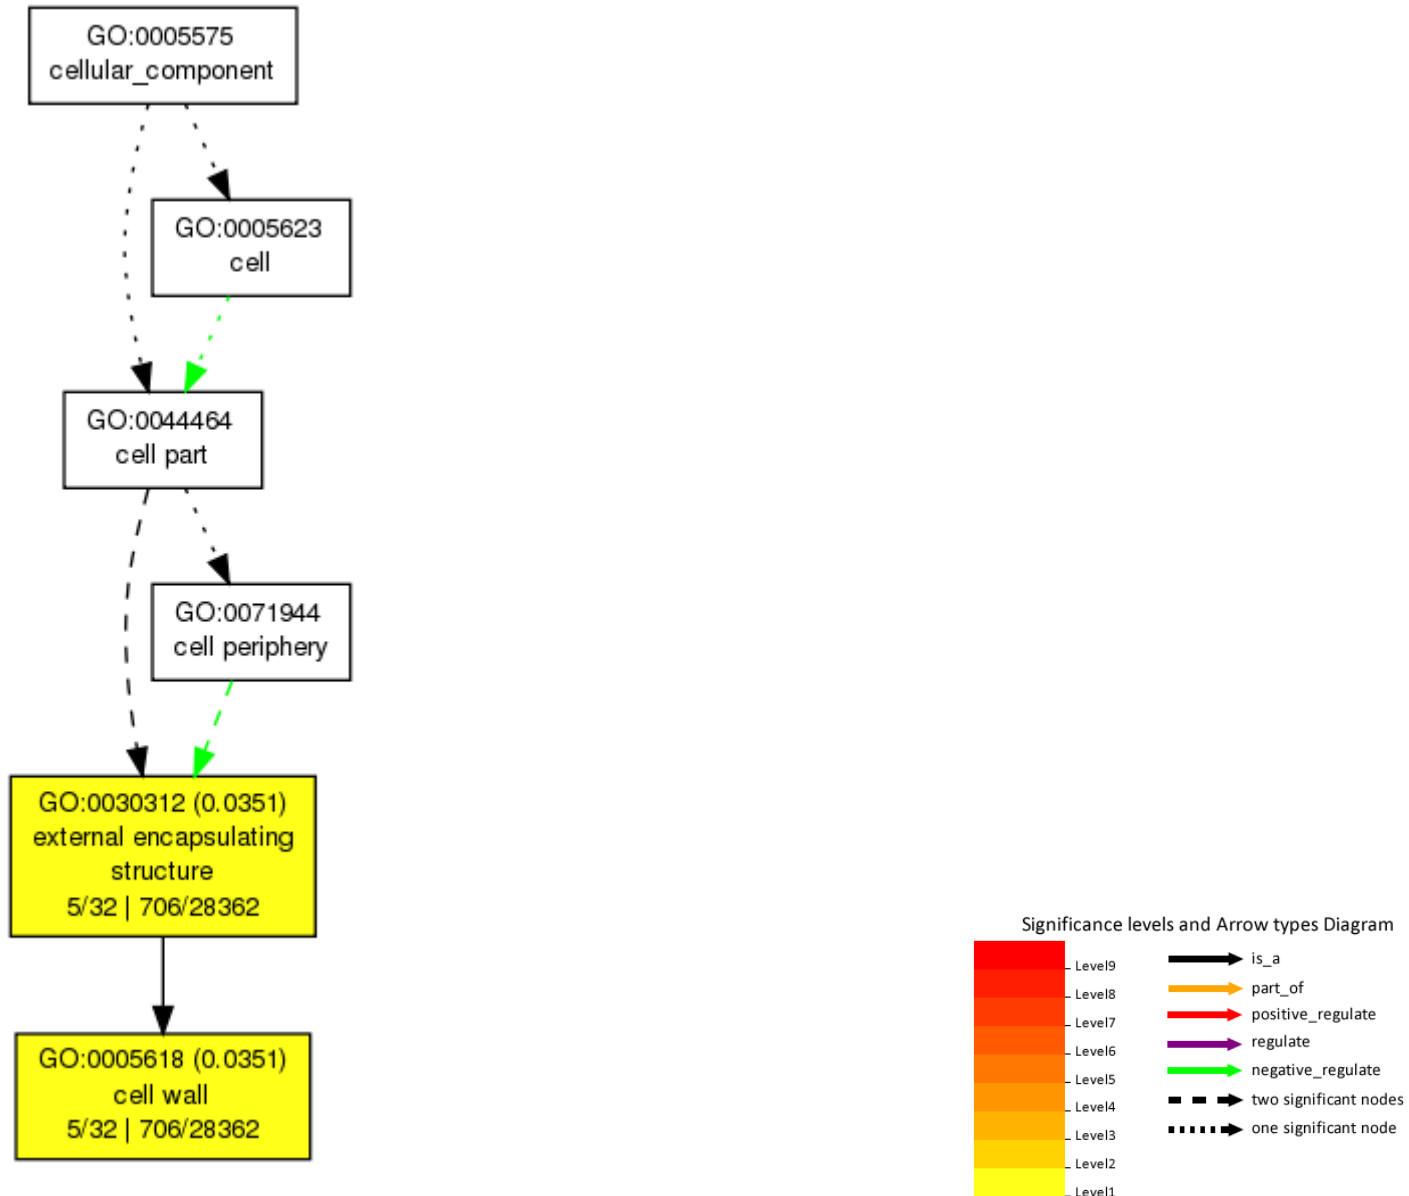 GO:0005575
cellular_component
GO:0005623
cell
GO:0044464
cell part
GO:0071944
cell periphery
GO:0030312 (0.0351)
external encapsulating
structure
5/32 | 706/28362
GO:0005618 (0.0351)
cell wall
5/32 | 706/28362
Significance levels and Arrow types Diagram
Level9
Level8
Level7
Level6
Level5
Level4
Level3
Level2
Level1
is_a
part_of
positive_regulate
regulate
negative_regulate
two significant nodes
one significant node